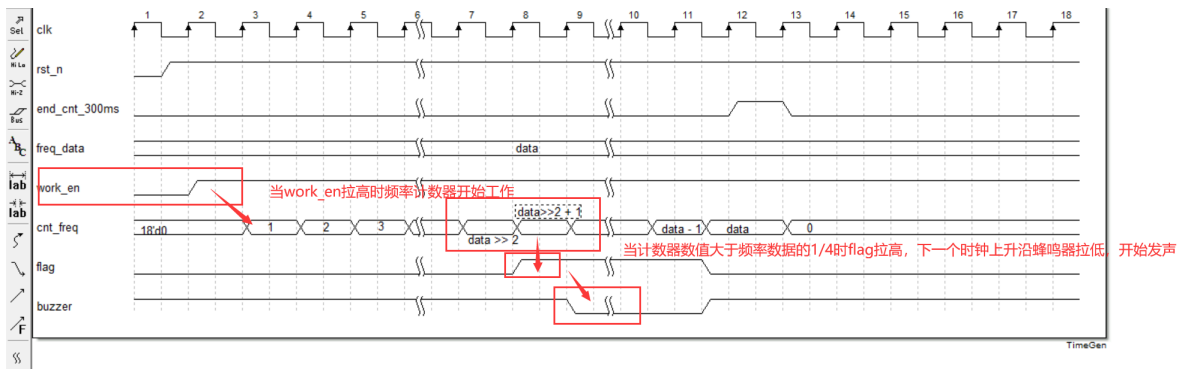 1 2 3 4 5 6 7 8 9 10 11 12 13 14 15 16 17 18
Sel
clk
Hi Lo
rst_n
Hi-Z
end_cnt_300ms
Bus
ABC
freq_data
data
lab
work_en
当work_en拉高时频率计数器开始工作
lab
data>>2 + 1
cnt_freq
18'd0
1
2
3
data >> 2
data - 1
data
0
当计数器数值大于频率数据的1/4时flag拉高，下一个时钟上升沿蜂鸣器拉低，开始发声
flag
buzzer
F
TimeGen